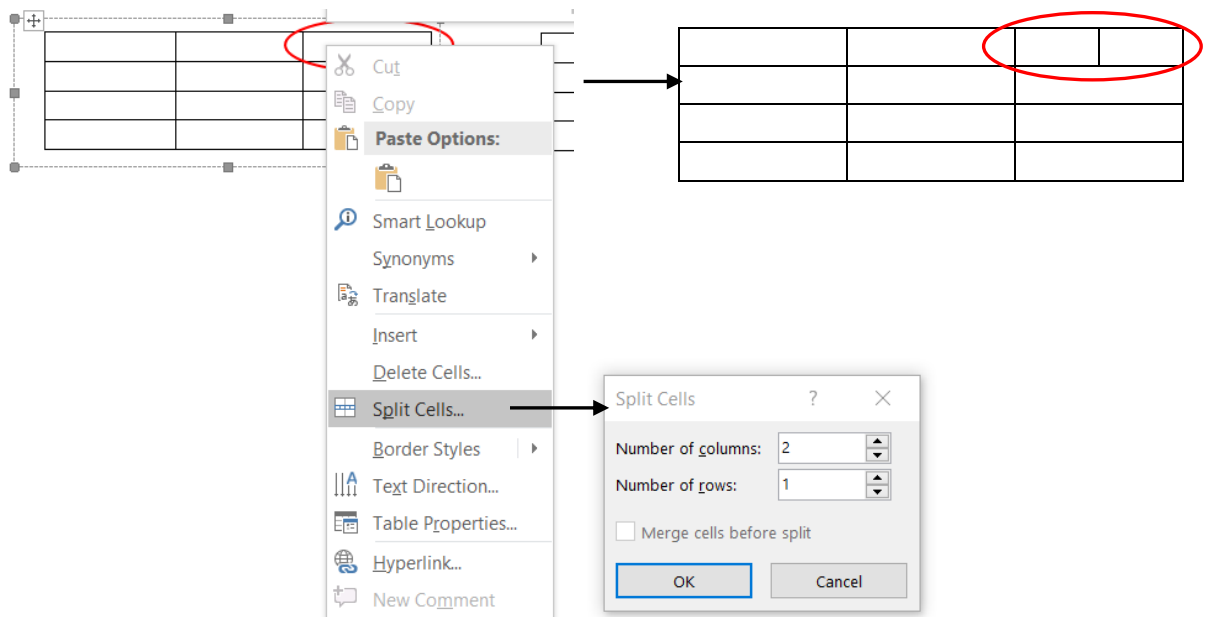 Cut
Copy
Paste Options:
Smart Lookup
Synonyms
Translate
Insert
Delete Cells...
Split Cells...
Border Styles
Text Direction...
Table Properties...
Hyperlink...
New Comment
Split Cells ?
Number of columns: 2
Number of rows: 1
Merge cells before split
OK Cancel